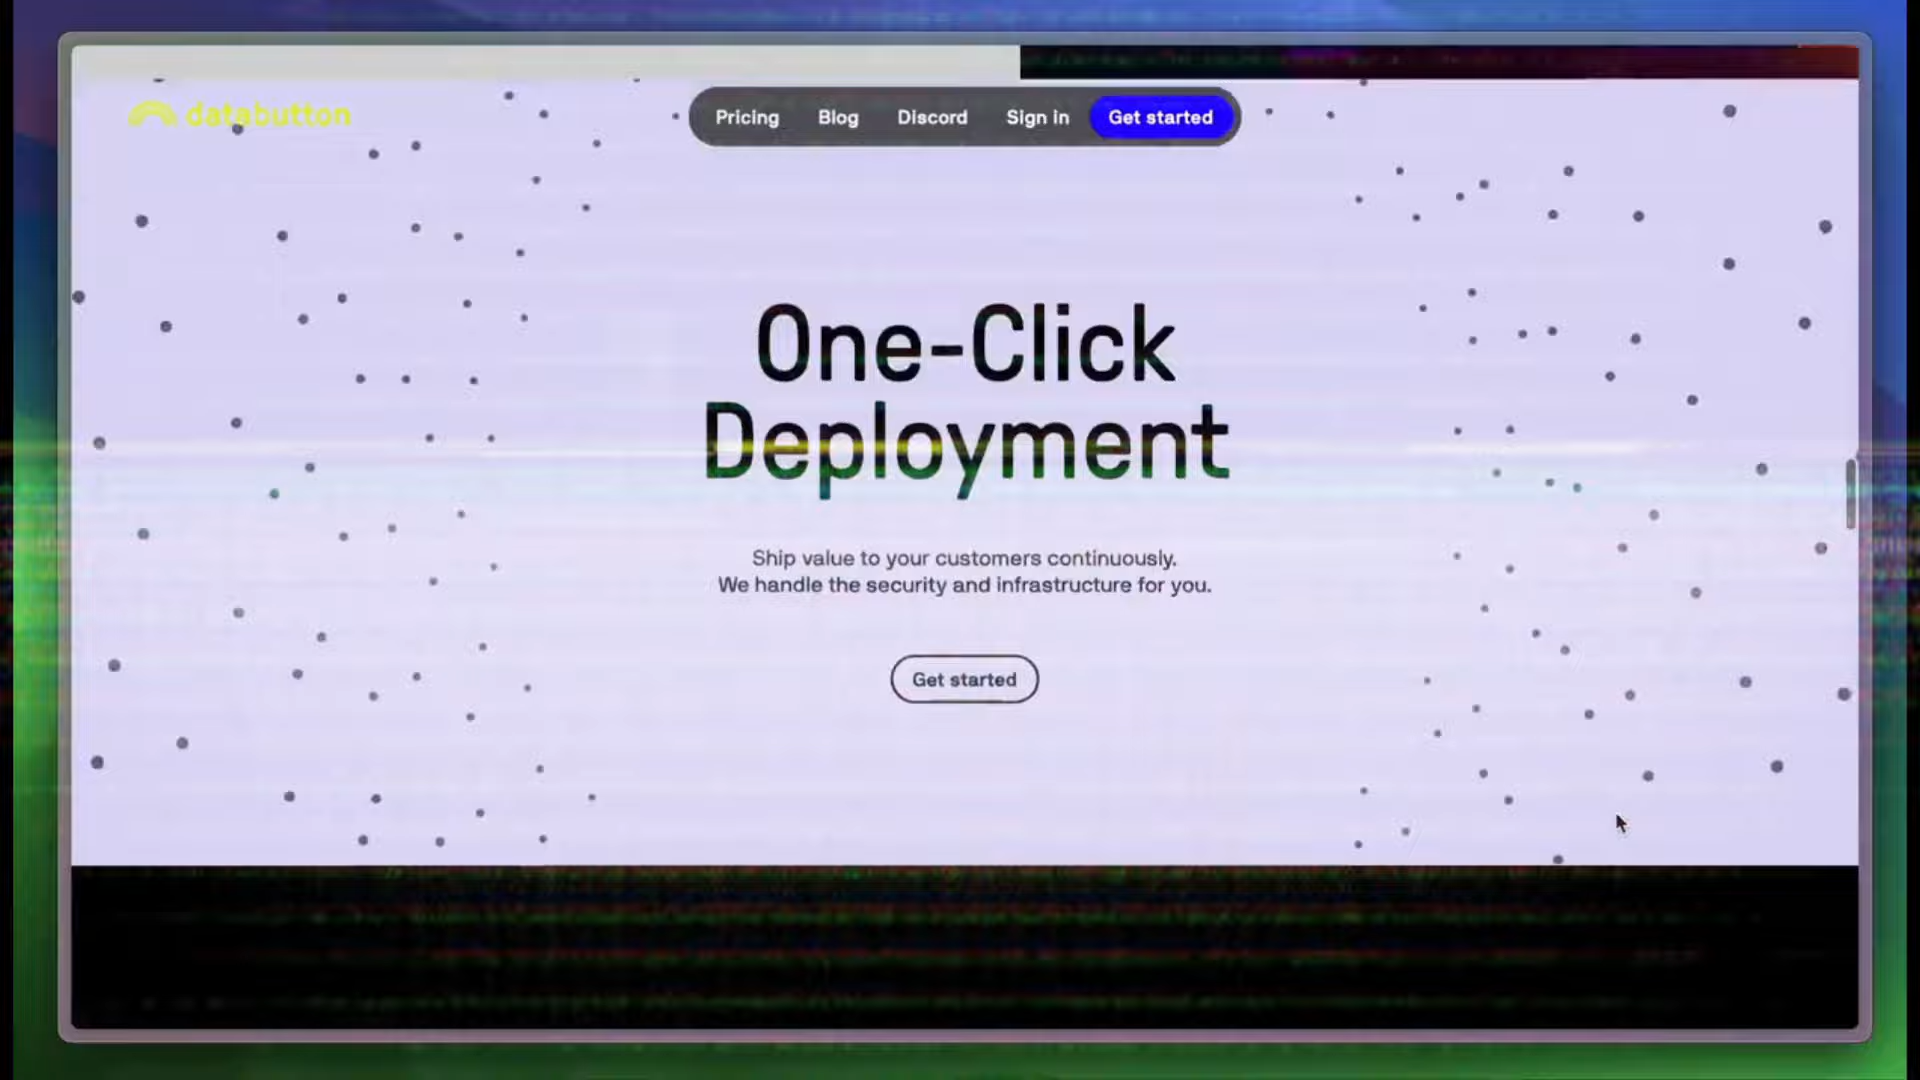 databutton
Pricing Blog Discord Sign in Get started
One-Click
Deployment
Ship value to your customers continuously.
We handle the security and infrastructure for you.
Get started